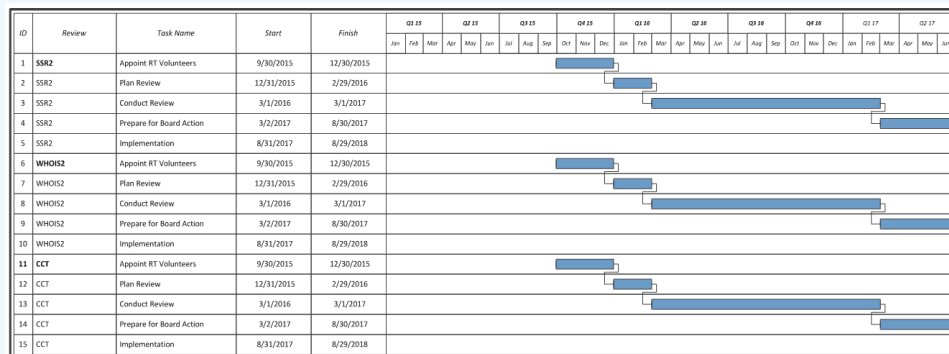 ID Review Task Name Start Finish Q1 15 Q2 15 Q3 15 Q4 15 Q1 16 Q2 16 Q3 16 Q4 16 Q1 17 Q2 17
Jan Feb Mar Apr May Jun Jul Aug Sep Oct Nov Dec Jan Feb Mar Apr May Jun Jul Aug Sep Oct Nov Dec Jan Feb Mar Apr May Jun
1 SSR2 Appoint RT Volunteers 9/30/2015 12/30/2015
2 SSR2 Plan Review 12/31/2015 2/29/2016
3 SSR2 Conduct Review 3/1/2016 3/1/2017
4 SSR2 Prepare for Board Action 3/2/2017 8/30/2017
5 SSR2 Implementation 8/31/2017 8/29/2018
6 WHOIS2 Appoint RT Volunteers 9/30/2015 12/30/2015
7 WHOIS2 Plan Review 12/31/2015 2/29/2016
8 WHOIS2 Conduct Review 3/1/2016 3/1/2017
9 WHOIS2 Prepare for Board Action 3/2/2017 8/30/2017
10 WHOIS2 Implementation 8/31/2017 8/29/2018
11 CCT Appoint RT Volunteers 9/30/2015 12/30/2015
12 CCT Plan Review 12/31/2015 2/29/2016
13 CCT Conduct Review 3/1/2016 3/1/2017
14 CCT Prepare for Board Action 3/2/2017 8/30/2017
15 CCT Implementation 8/31/2017 8/29/2018